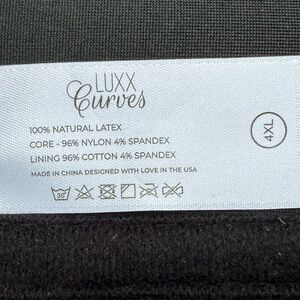 LUXX
Curves
100% NATURAL LATEX
CORE - 96% NYLON 4% SPANDEX
LINING 96% COTTON 4% SPANDEX
MADE IN CHINA DESIGNED WITH LOVE IN THE USA
30°
4XL